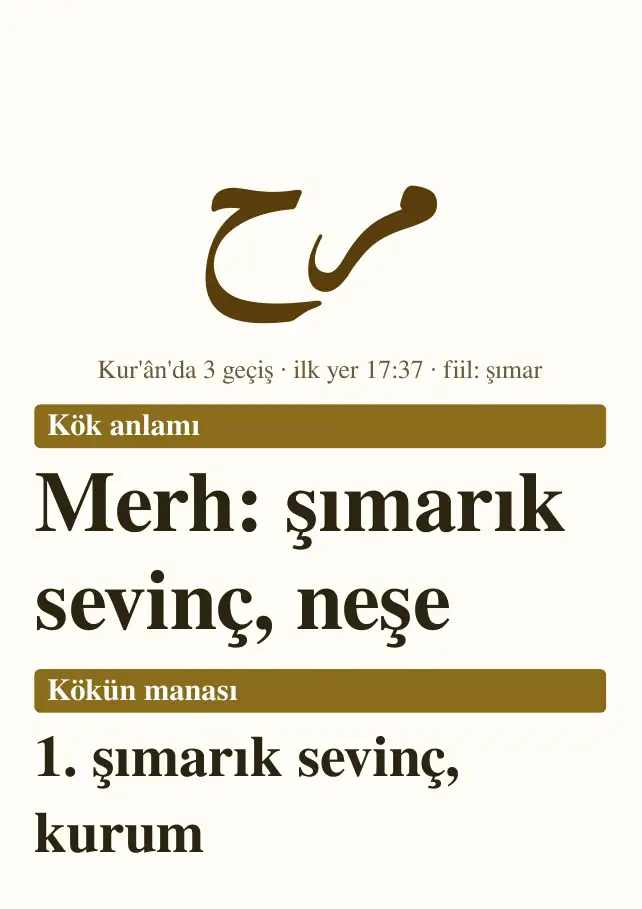 مرح
Kur'ân'da 3 geçiş · ilk yer 17:37 · fiil: şımar
Kök anlamı
Merh: şımarık
sevinç, neşe
Kökün manası
1. şımarık sevinç,
kurum